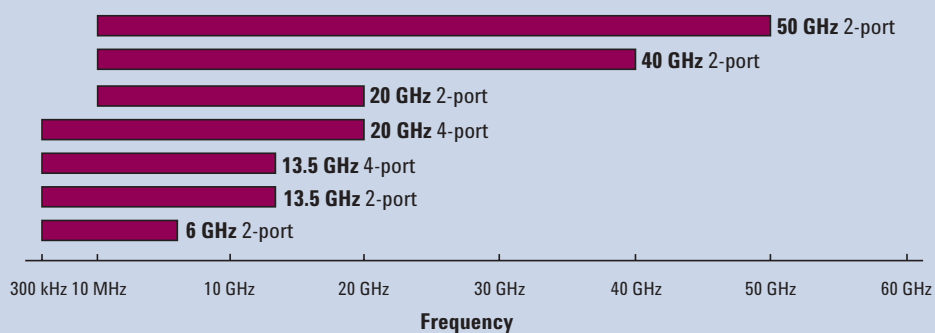 50 GHz 2-port
40 GHz 2-port
20 GHz 2-port
20 GHz 4-port
13.5 GHz 4-port
13.5 GHz 2-port
6 GHz 2-port
300 kHz 10 MHz 10 GHz 20 GHz 30 GHz 40 GHz 50 GHz 60 GHz
Frequency